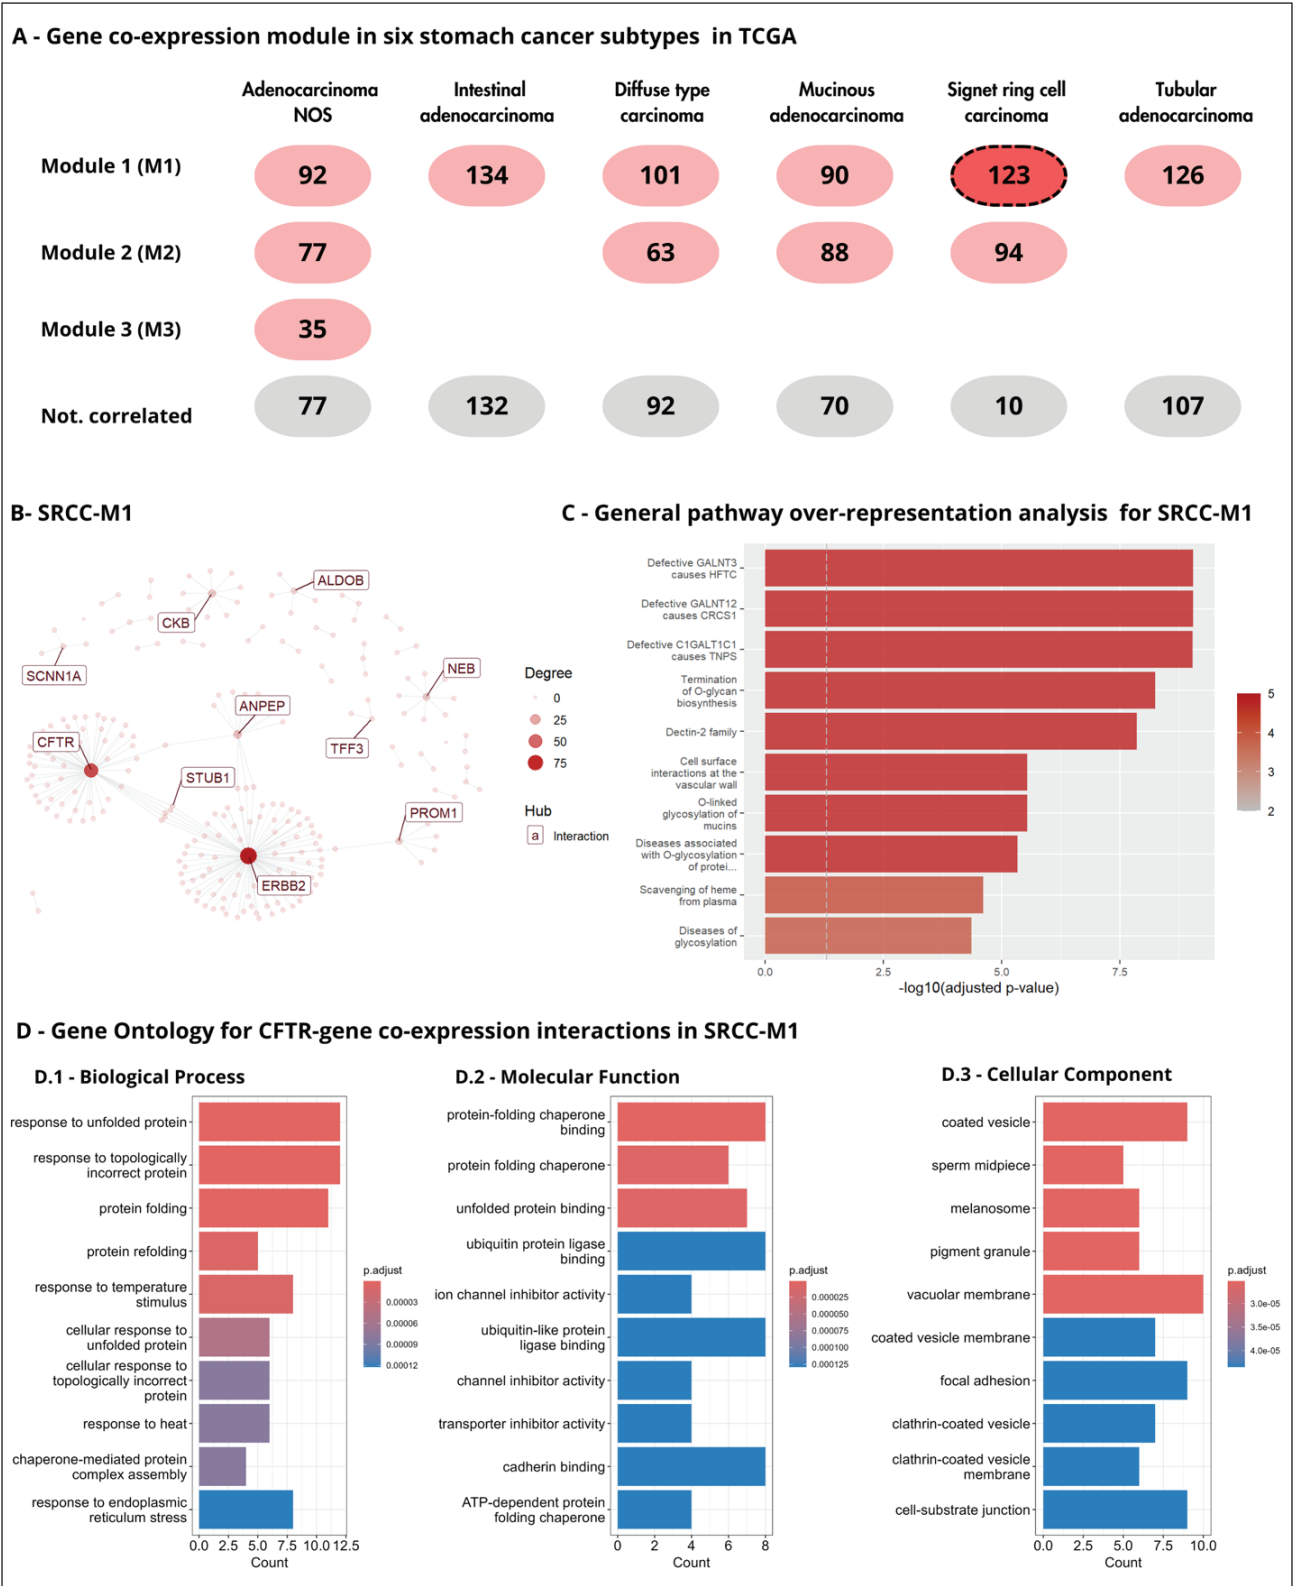 A - Gene co-expression module in six stomach cancer subtypes in TCGA
Adenocarcinoma
NOS
Intestinal
adenocarcinoma
Diffuse type
carcinoma
Mucinous
adenocarcinoma
Signet ring cell
carcinoma
Tubular
adenocarcinoma
Module 1 (M1)
92
134
101
90
123
126
Module 2 (M2)
77
63
88
94
Module 3 (M3)
35
Not. correlated
77
132
92
70
10
107
B- SRCC-M1
ALDOB
CKB
SCNN1A
NEB
ANPEP
TFF3
CFTR
STUB1
PROM1
ERBB2
Degree
0
25
50
75
Hub
a Interaction
C - General pathway over-representation analysis for SRCC-M1
Defective GALNT3
causes HFTC
Defective GALNT12
causes CRCS1
Defective C1GALT1C1
causes TNPS
Termination
of O-glycan
biosynthesis
Dectin-2 family
Cell surface
interactions at the
vascular wall
O-linked
glycosylation of
mucins
Diseases associated
with O-glycosylation
of protei...
Scavenging of heme
from plasma
Diseases of
glycosylation
0.0 2.5 5.0 7.5
-log10(adjusted p-value)
5
4
3
2
D - Gene Ontology for CFTR-gene co-expression interactions in SRCC-M1
D.1 - Biological Process
response to unfolded protein
response to topologically
incorrect protein
protein folding
protein refolding
response to temperature
stimulus
cellular response to
unfolded protein
cellular response to
topologically incorrect
protein
response to heat
chaperone-mediated protein
complex assembly
response to endoplasmic
reticulum stress
0.0 2.5 5.0 7.5 10.0 12.5
Count
p.adjust
0.00003
0.00006
0.00009
0.00012
D.2 - Molecular Function
protein-folding chaperone
binding
protein folding chaperone
unfolded protein binding
ubiquitin protein ligase
binding
ion channel inhibitor activity
ubiquitin-like protein
ligase binding
channel inhibitor activity
transporter inhibitor activity
cadherin binding
ATP-dependent protein
folding chaperone
0 2 4 6 8
Count
p.adjust
0.000025
0.000050
0.000075
0.000100
0.000125
D.3 - Cellular Component
coated vesicle
sperm midpiece
melanosome
pigment granule
vacuolar membrane
coated vesicle membrane
focal adhesion
clathrin-coated vesicle
clathrin-coated vesicle
membrane
cell-substrate junction
0.0 2.5 5.0 7.5 10.0
Count
p.adjust
3.0e-05
3.5e-05
4.0e-05